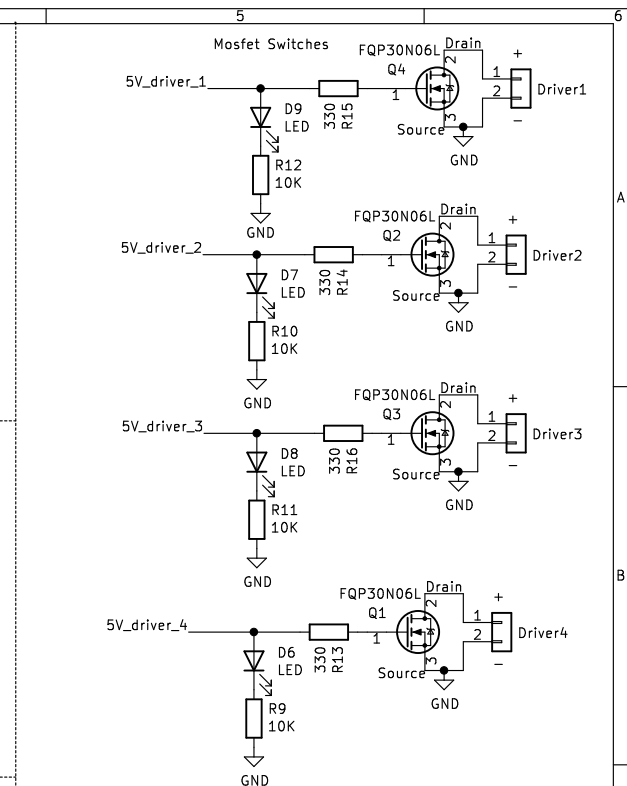 5
6
Mosfet Switches
FQP30N06L
Drain
+
Q4
2
1
5V_driver_1
2
Driver1
D9
LED
330
R15
1
3
Source
–
GND
R12
10K
GND
A
FQP30N06L
Drain
+
Q2
2
1
5V_driver_2
2
Driver2
D7
LED
330
R14
1
3
Source
–
GND
R10
10K
GND
FQP30N06L
Drain
+
Q3
2
1
5V_driver_3
2
Driver3
D8
LED
330
R16
1
3
Source
–
GND
R11
10K
GND
B
FQP30N06L
Drain
+
Q1
2
1
5V_driver_4
2
Driver4
D6
LED
330
R13
1
3
Source
–
GND
R9
10K
GND